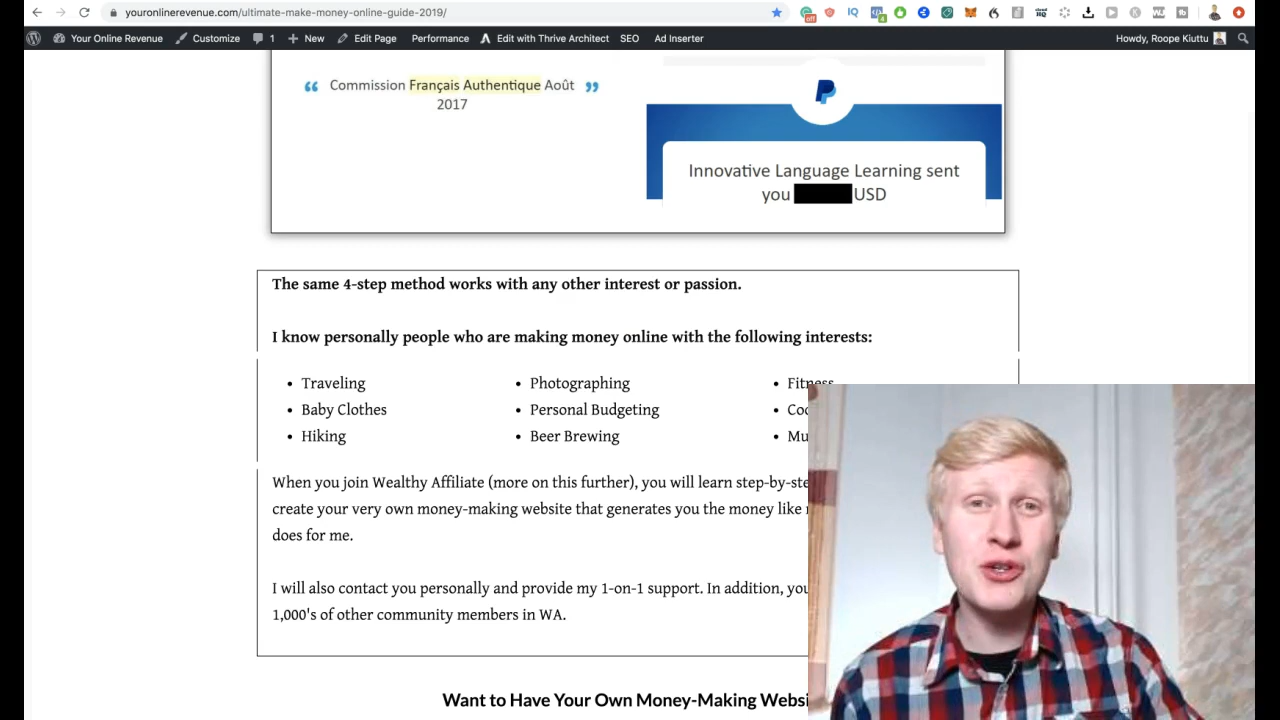 youronlinerevenue.com/ultimate-make-money-online-guide-2019/
Your Online Revenue Customize 1 New Edit Page Performance Edit with Thrive Architect SEO Ad Inserter Howdy, Roope Kiuttu
Commission Français Authentique Août
2017
Innovative Language Learning sent
you USD
The same 4-step method works with any other interest or passion.
I know personally people who are making money online with the following interests:
• Traveling • Photographing • Fitness
• Baby Clothes • Personal Budgeting
• Hiking • Beer Brewing
When you join Wealthy Affiliate (more on this further), you will learn step-by-ste
create your very own money-making website that generates you the money like
does for me.
I will also contact you personally and provide my 1-on-1 support. In addition, you
1,000's of other community members in WA.
Want to Have Your Own Money-Making Websi